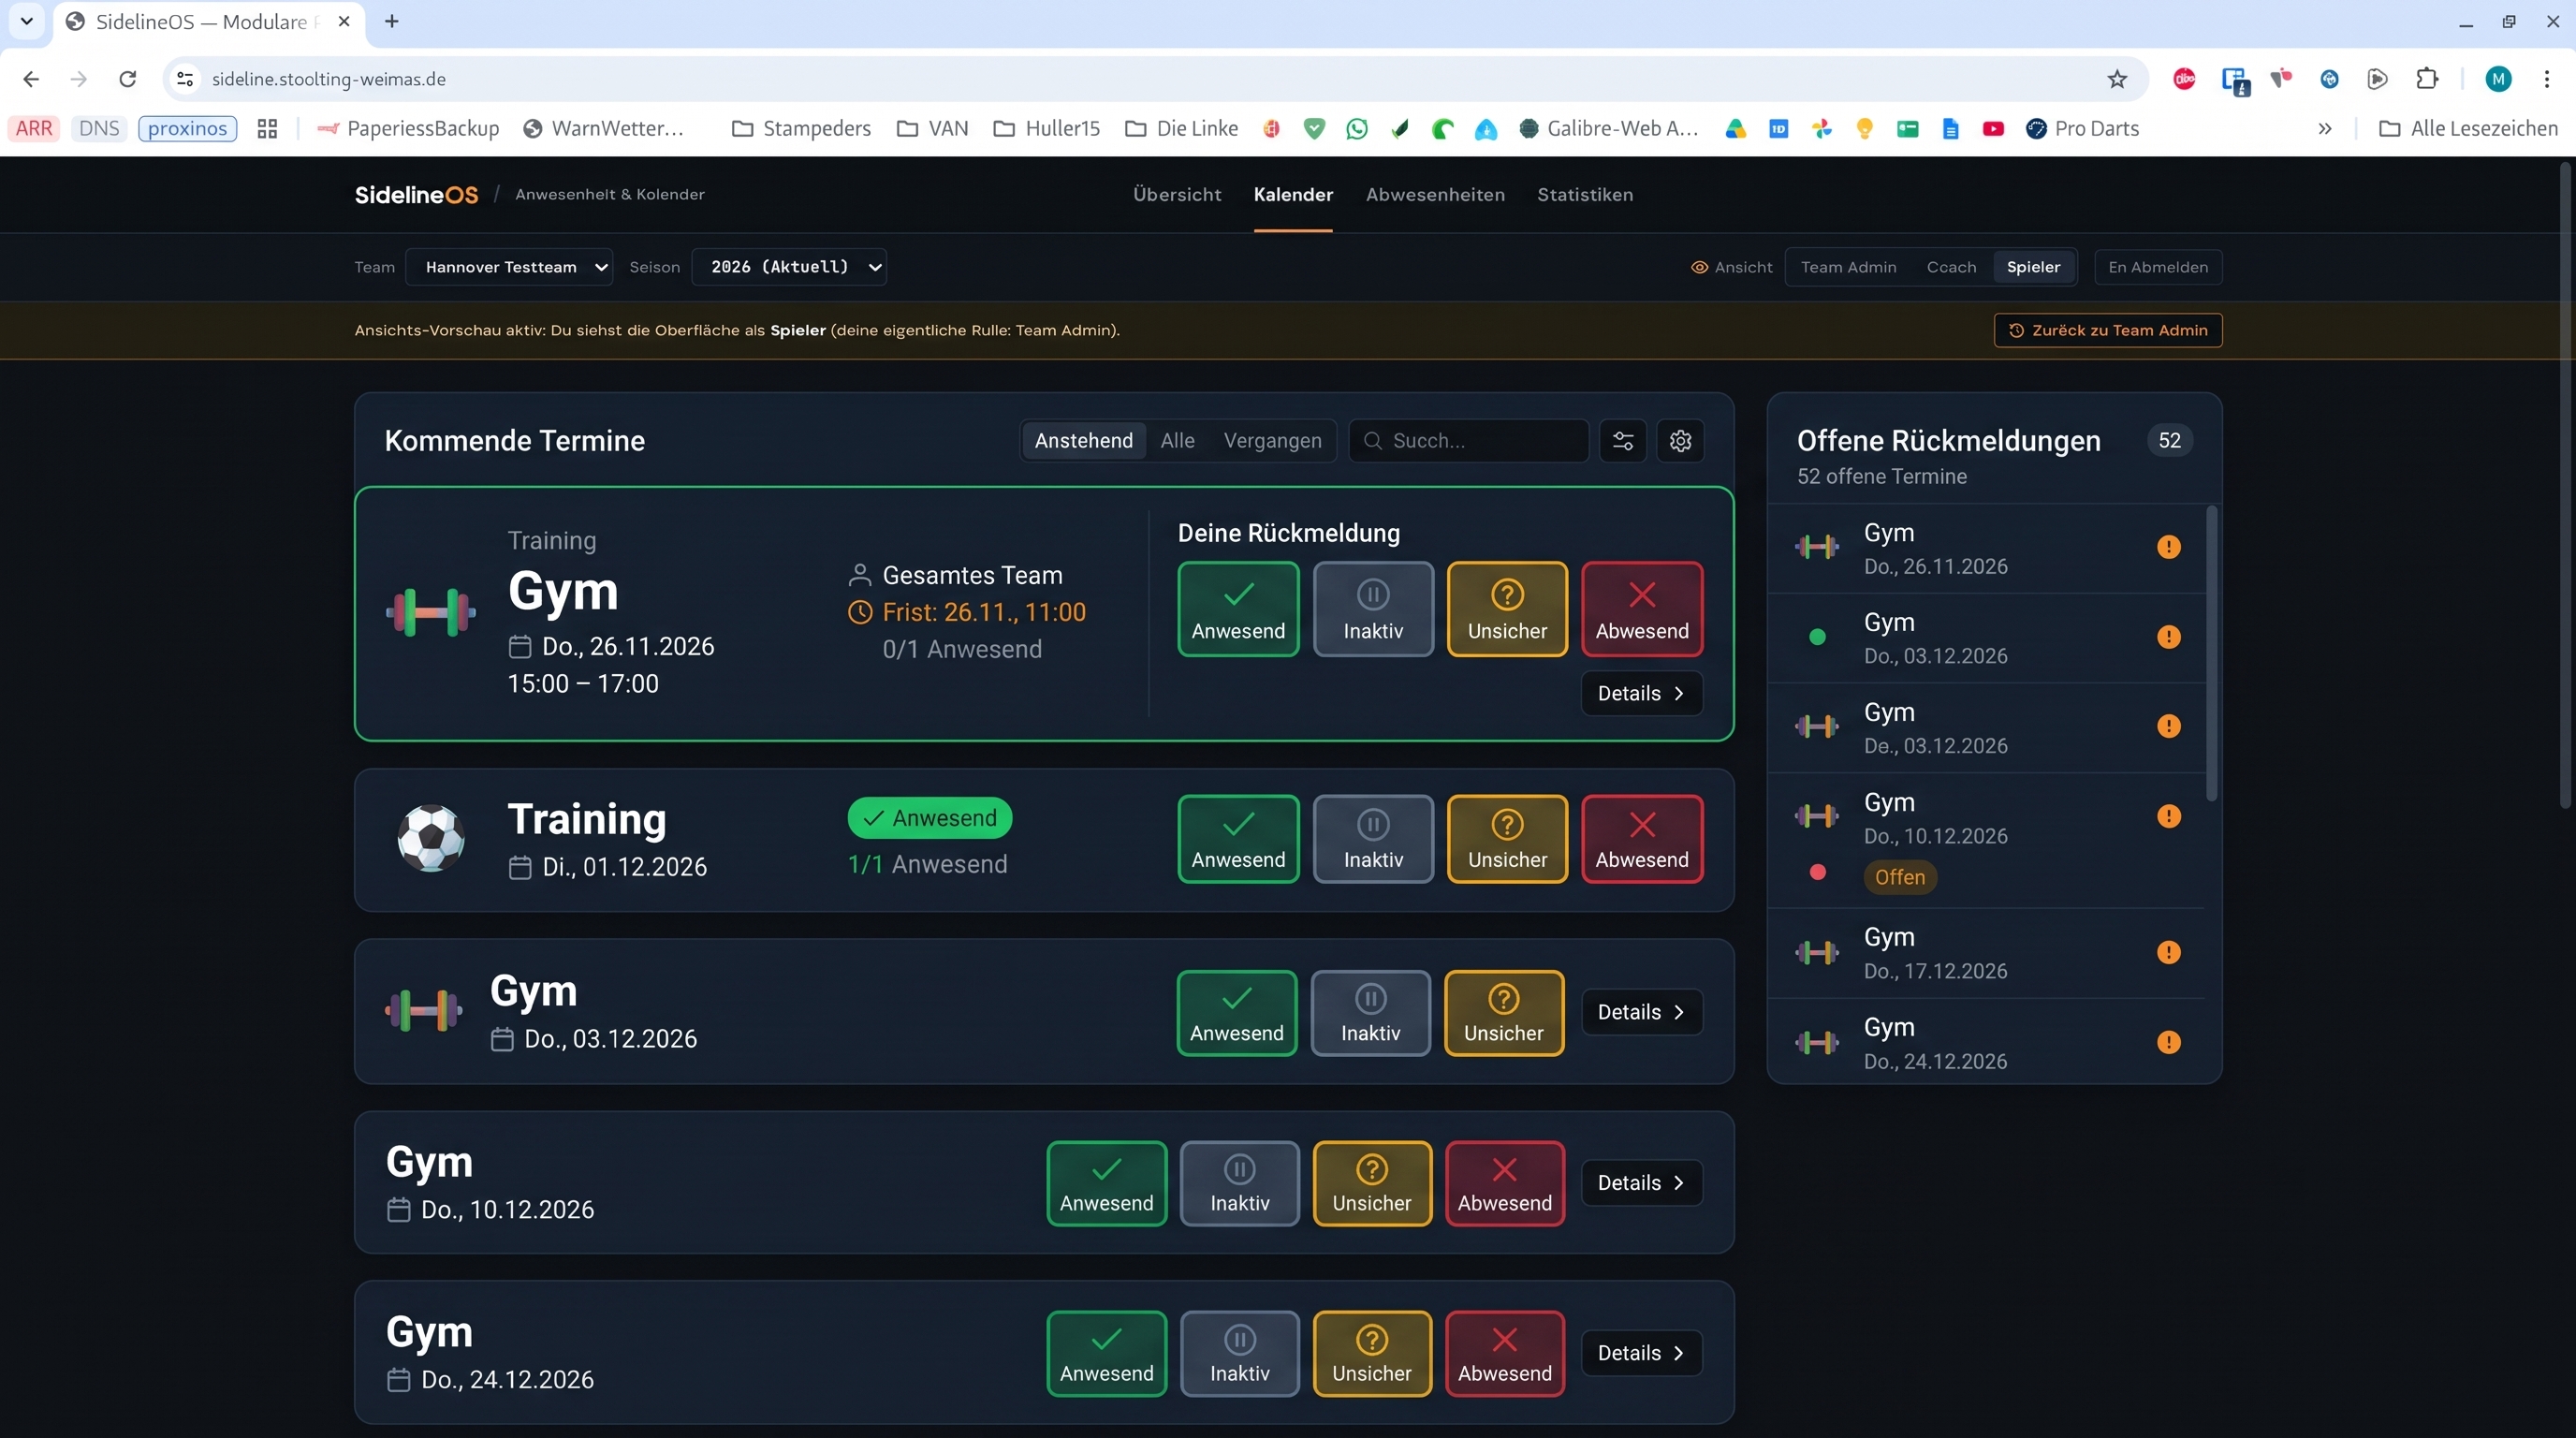 SidelineOS — Modulare P
sideline.stoolting-weimas.de
M
ARR DNS proxinos PaperiessBackup WarnWetter... Stampeders VAN Huller15 Die Linke Galibre-Web A... Pro Darts Alle Lesezeichen
SidelineOS / Anwesenheit & Kolender Übersicht Kalender Abwesenheiten Statistiken
Team Hannover Testteam Seison 2026 (Aktuell) Ansicht Team Admin Ccach Spieler En Abmelden
Ansichts-Vorschau aktiv: Du siehst die Oberfläche als Spieler (deine eigentliche Rulle: Team Admin). Zurëck zu Team Admin
Kommende Termine Anstehend Alle Vergangen Succh...
Training
Gym
Do., 26.11.2026
15:00 – 17:00
Gesamtes Team
Frist: 26.11., 11:00
0/1 Anwesend
Deine Rückmeldung
Anwesend Inaktiv Unsicher Abwesend
Details
Training
Di., 01.12.2026
Anwesend
1/1 Anwesend
Anwesend Inaktiv Unsicher Abwesend
Gym
Do., 03.12.2026
Anwesend Inaktiv Unsicher Details
Gym
Do., 10.12.2026
Anwesend Inaktiv Unsicher Abwesend Details
Gym
Do., 24.12.2026
Anwesend Inaktiv Unsicher Abwesend Details
Offene Rückmeldungen 52
52 offene Termine
Gym
Do., 26.11.2026
Gym
Do., 03.12.2026
Gym
De., 03.12.2026
Gym
Do., 10.12.2026
Offen
Gym
Do., 17.12.2026
Gym
Do., 24.12.2026